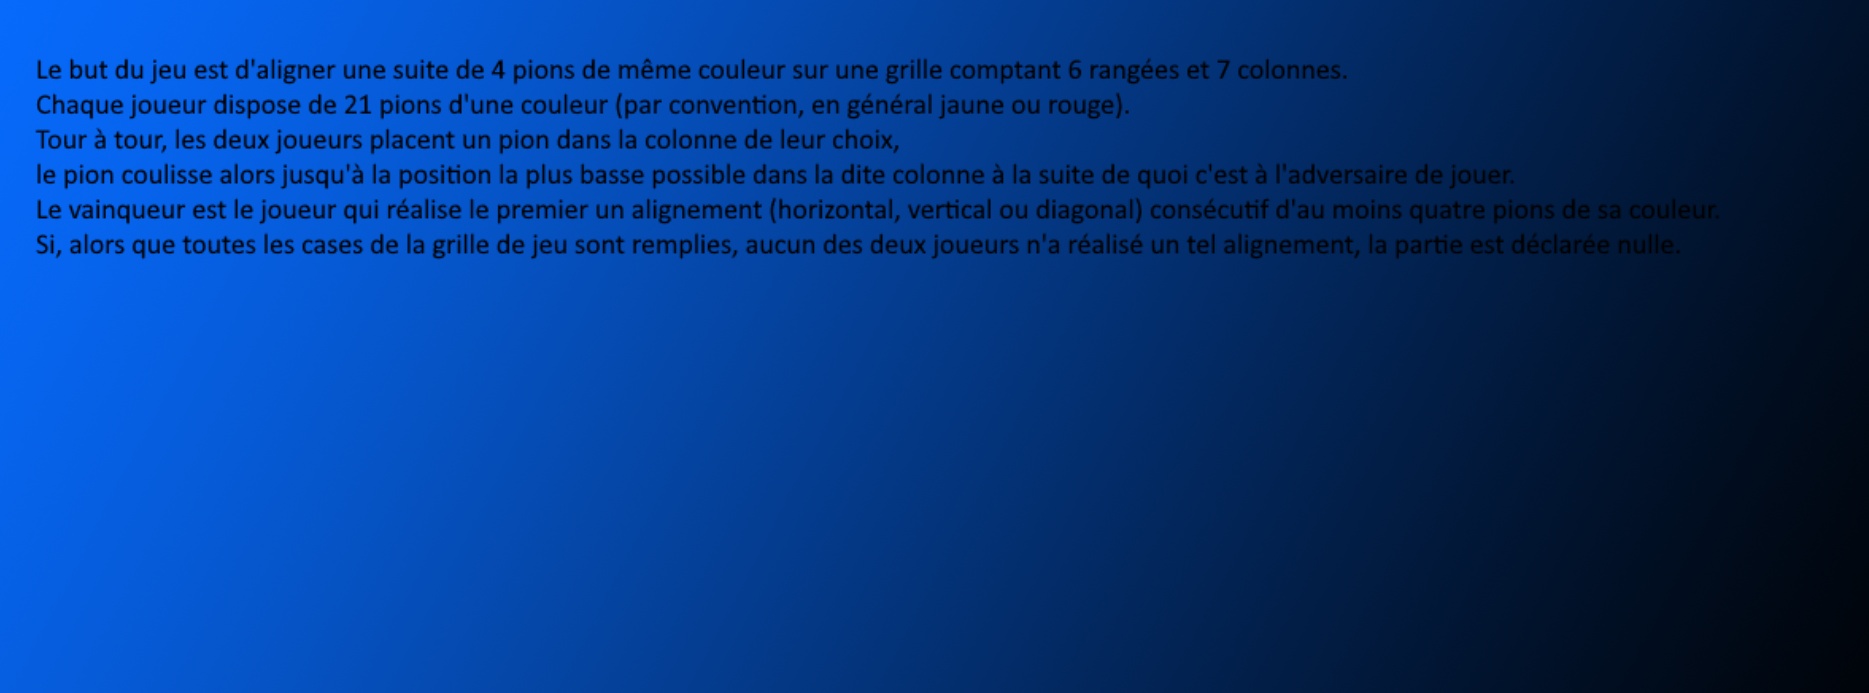 Le but du jeu est d'aligner une suite de 4 pions de même couleur sur une grille comptant 6 rangées et 7 colonnes.
Chaque joueur dispose de 21 pions d'une couleur (par convention, en général jaune ou rouge).
Tour à tour, les deux joueurs placent un pion dans la colonne de leur choix,
le pion coulisse alors jusqu'à la position la plus basse possible dans la dite colonne à la suite de quoi c'est à l'adversaire de jouer.
Le vainqueur est le joueur qui réalise le premier un alignement (horizontal, vertical ou diagonal) consécutif d'au moins quatre pions de sa couleur.
Si, alors que toutes les cases de la grille de jeu sont remplies, aucun des deux joueurs n'a réalisé un tel alignement, la partie est déclarée nulle.